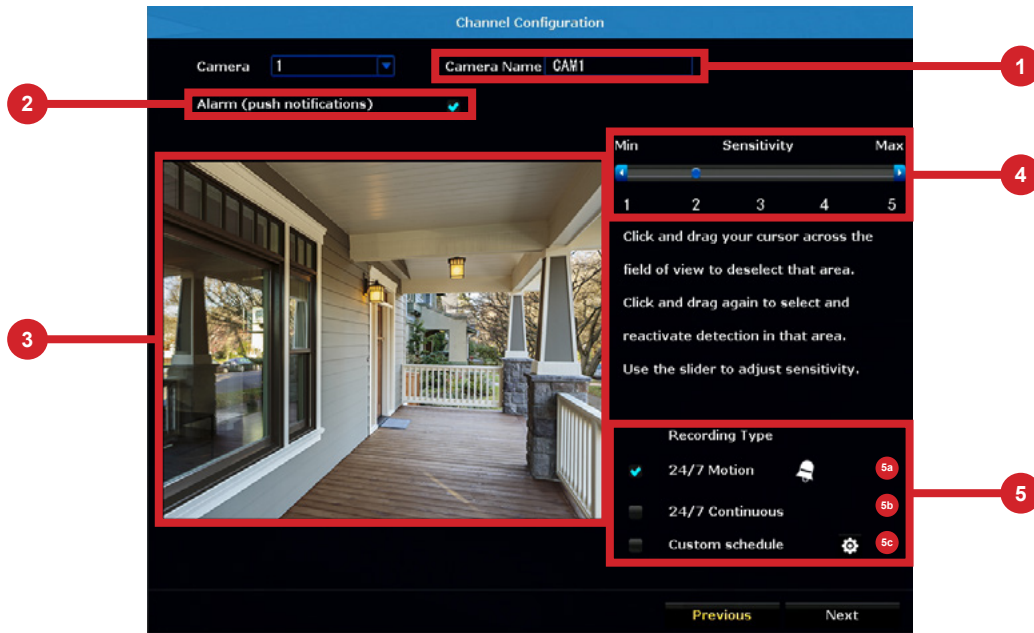 Channel Configuration
Camera 1 Camera Name CAM1 1
2 Alarm (push notifications)
Min Sensitivity Max
4
1 2 3 4 5
Click and drag your cursor across the
field of view to deselect that area.
Click and drag again to select and
3 reactivate detection in that area.
Use the slider to adjust sensitivity.
Recording Type
24/7 Motion 5a
5
24/7 Continuous 5b
Custom schedule 5c
Previous Next